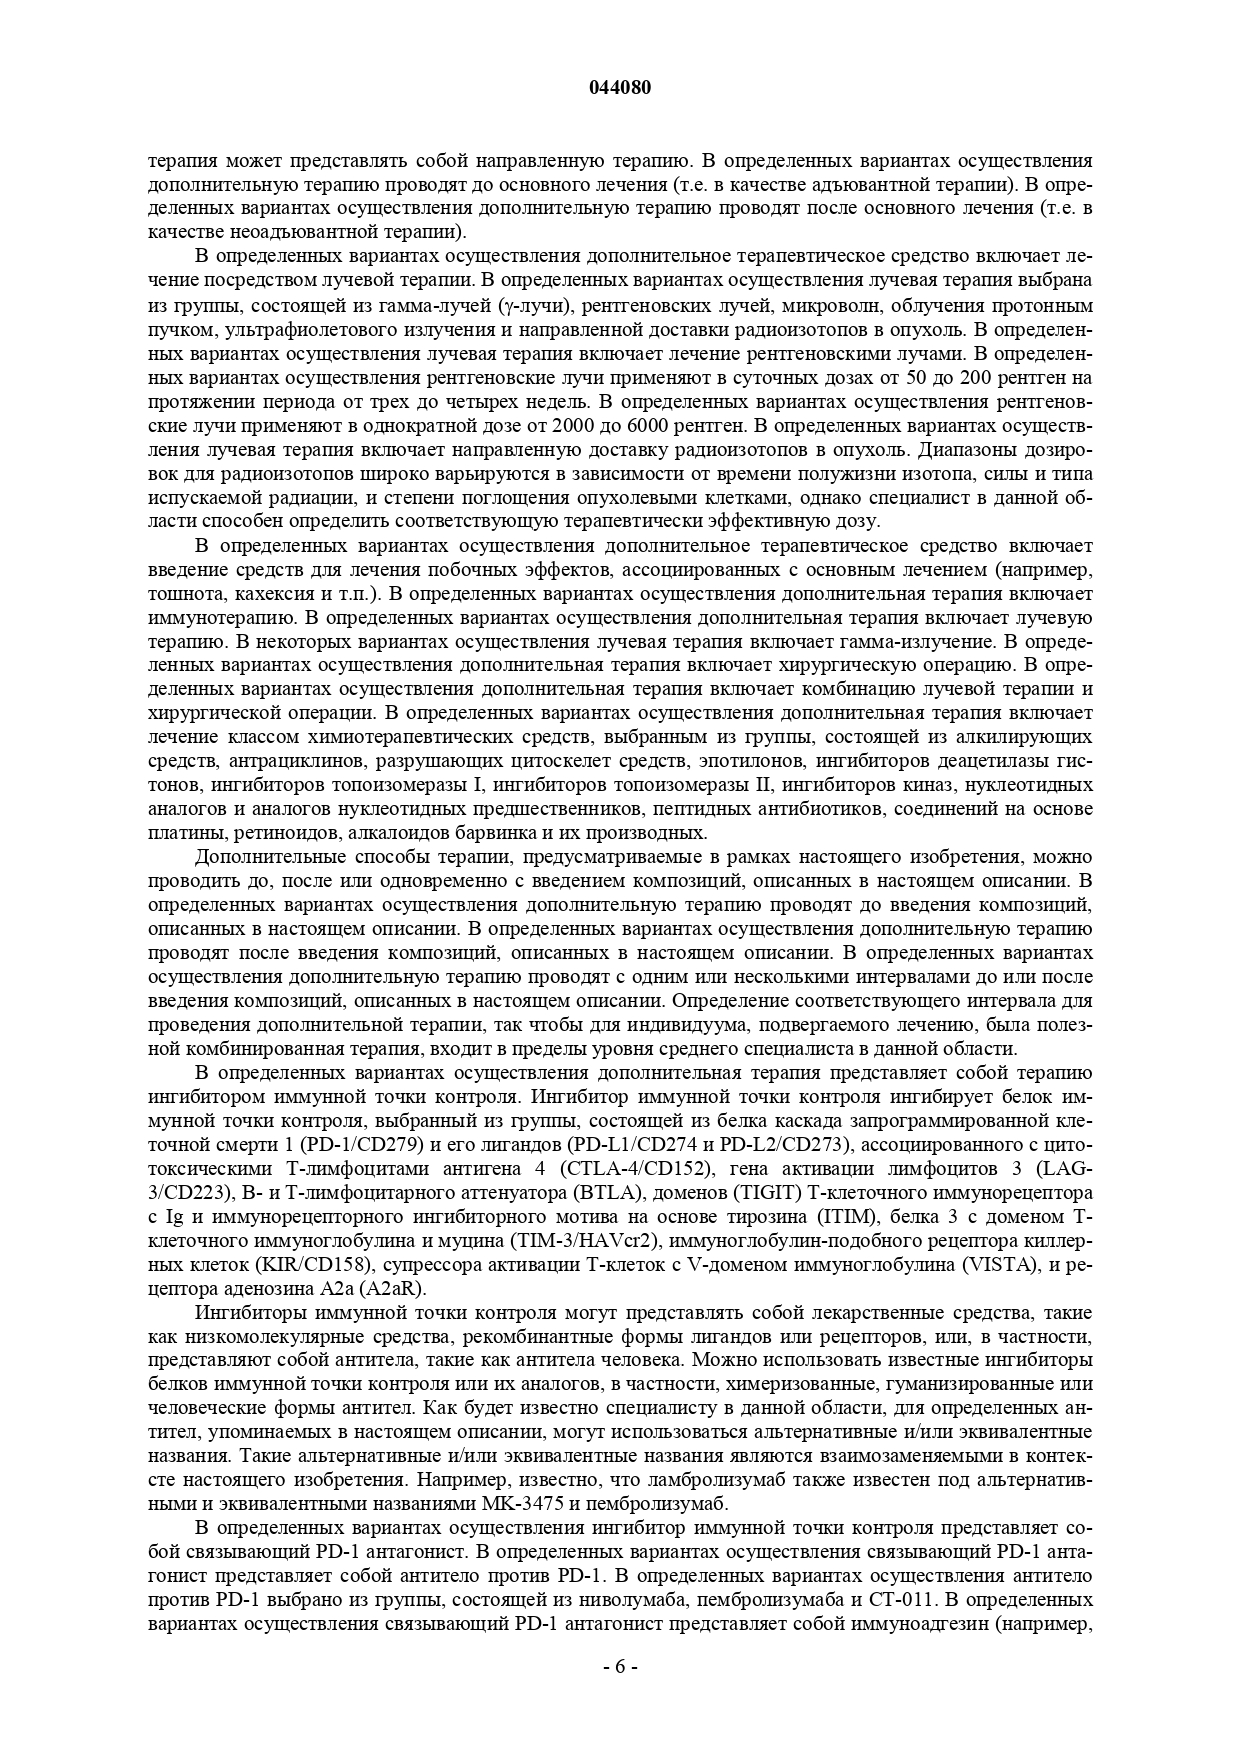 044080
терапия может представлять собой направленную терапию. В определенных вариантах осуществления
дополнительную терапию проводят до основного лечения (т.е. в качестве адъювантной терапии). В опре-
деленных вариантах осуществления дополнительную терапию проводят после основного лечения (т.е. в
качестве неоадъювантной терапии).
В определенных вариантах осуществления дополнительное терапевтическое средство включает ле-
чение посредством лучевой терапии. В определенных вариантах осуществления лучевая терапия выбрана
из группы, состоящей из гамма-лучей (γ-лучи), рентгеновских лучей, микроволн, облучения протонным
пучком, ультрафиолетового излучения и направленной доставки радиоизотопов в опухоль. В определен-
ных вариантах осуществления лучевая терапия включает лечение рентгеновскими лучами. В определен-
ных вариантах осуществления рентгеновские лучи применяют в суточных дозах от 50 до 200 рентген на
протяжении периода от трех до четырех недель. В определенных вариантах осуществления рентгенов-
ские лучи применяют в однократной дозе от 2000 до 6000 рентген. В определенных вариантах осуществ-
ления лучевая терапия включает направленную доставку радиоизотопов в опухоль. Диапазоны дозиро-
вок для радиоизотопов широко варьируются в зависимости от времени полужизни изотопа, силы и типа
испускаемой радиации, и степени поглощения опухолевыми клетками, однако специалист в данной об-
ласти способен определить соответствующую терапевтически эффективную дозу.
В определенных вариантах осуществления дополнительное терапевтическое средство включает
введение средств для лечения побочных эффектов, ассоциированных с основным лечением (например,
тошнота, кахексия и т.п.). В определенных вариантах осуществления дополнительная терапия включает
иммунотерапию. В определенных вариантах осуществления дополнительная терапия включает лучевую
терапию. В некоторых вариантах осуществления лучевая терапия включает гамма-излучение. В опреде-
ленных вариантах осуществления дополнительная терапия включает хирургическую операцию. В опре-
деленных вариантах осуществления дополнительная терапия включает комбинацию лучевой терапии и
хирургической операции. В определенных вариантах осуществления дополнительная терапия включает
лечение классом химиотерапевтических средств, выбранным из группы, состоящей из алкилирующих
средств, антрациклинов, разрушающих цитоскелет средств, эпотилонов, ингибиторов деацетилазы гис-
тонов, ингибиторов топоизомеразы I, ингибиторов топоизомеразы II, ингибиторов киназ, нуклеотидных
аналогов и аналогов нуклеотидных предшественников, пептидных антибиотиков, соединений на основе
платины, ретиноидов, алкалоидов барвинка и их производных.
Дополнительные способы терапии, предусматриваемые в рамках настоящего изобретения, можно
проводить до, после или одновременно с введением композиций, описанных в настоящем описании. В
определенных вариантах осуществления дополнительную терапию проводят до введения композиций,
описанных в настоящем описании. В определенных вариантах осуществления дополнительную терапию
проводят после введения композиций, описанных в настоящем описании. В определенных вариантах
осуществления дополнительную терапию проводят с одним или несколькими интервалами до или после
введения композиций, описанных в настоящем описании. Определение соответствующего интервала для
проведения дополнительной терапии, так чтобы для индивидуума, подвергаемого лечению, была полез-
ной комбинированная терапия, входит в пределы уровня среднего специалиста в данной области.
В определенных вариантах осуществления дополнительная терапия представляет собой терапию
ингибитором иммунной точки контроля. Ингибитор иммунной точки контроля ингибирует белок им-
мунной точки контроля, выбранный из группы, состоящей из белка каскада запрограммированной кле-
точной смерти 1 (PD-1/CD279) и его лигандов (PD-L1/CD274 и PD-L2/CD273), ассоциированного с цито-
токсическими Т-лимфоцитами антигена 4 (CTLA-4/CD152), гена активации лимфоцитов 3 (LAG-
3/CD223), В- и Т-лимфоцитарного аттенуатора (BTLA), доменов (TIGIT) Т-клеточного иммунорецептора
с Ig и иммунорецепторного ингибиторного мотива на основе тирозина (ITIM), белка 3 с доменом Т-
клеточного иммуноглобулина и муцина (TIM-3/HAVcr2), иммуноглобулин-подобного рецептора киллер-
ных клеток (KIR/CD158), супрессора активации Т-клеток с V-доменом иммуноглобулина (VISTA), и ре-
цептора аденозина A2a (A2aR).
Ингибиторы иммунной точки контроля могут представлять собой лекарственные средства, такие
как низкомолекулярные средства, рекомбинантные формы лигандов или рецепторов, или, в частности,
представляют собой антитела, такие как антитела человека. Можно использовать известные ингибиторы
белков иммунной точки контроля или их аналогов, в частности, химеризованные, гуманизированные или
человеческие формы антител. Как будет известно специалисту в данной области, для определенных ан-
тител, упоминаемых в настоящем описании, могут использоваться альтернативные и/или эквивалентные
названия. Такие альтернативные и/или эквивалентные названия являются взаимозаменяемыми в контек-
сте настоящего изобретения. Например, известно, что ламбролизумаб также известен под альтернатив-
ными и эквивалентными названиями MK-3475 и пембролизумаб.
В определенных вариантах осуществления ингибитор иммунной точки контроля представляет со-
бой связывающий PD-1 антагонист. В определенных вариантах осуществления связывающий PD-1 анта-
гонист представляет собой антитело против PD-1. В определенных вариантах осуществления антитело
против PD-1 выбрано из группы, состоящей из ниволумаба, пембролизумаба и CT-011. В определенных
вариантах осуществления связывающий PD-1 антагонист представляет собой иммуноадгезин (например,
- 6 -